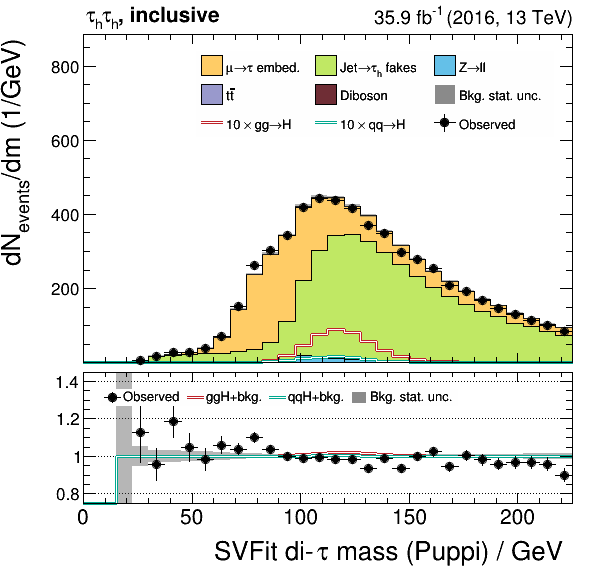 τhτh, inclusive 35.9 fb⁻¹ (2016, 13 TeV)
dNevents/dm (1/GeV)
800
600
400
200
μ→τ embed. Jet→τh fakes Z→ll
tt̄ Diboson Bkg. stat. unc.
10 × gg→H 10 × qq→H Observed
1.4
1.2
1
0.8
Observed ggH+bkg. qqH+bkg. Bkg. stat. unc.
0 50 100 150 200
SVFit di-τ mass (Puppi) / GeV